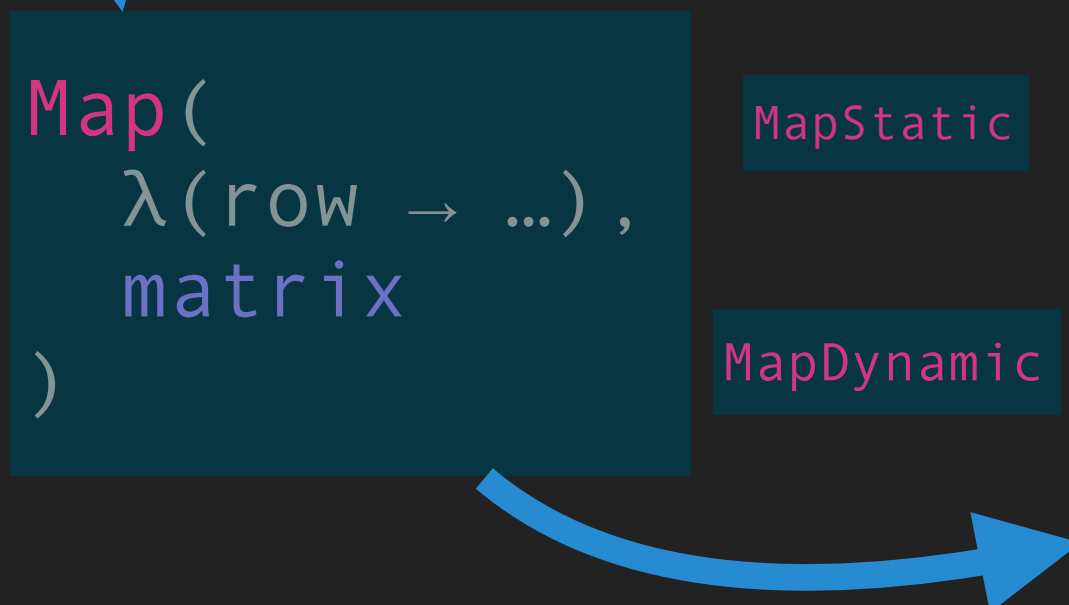 Map(
  λ(row → …),
  matrix
)
MapStatic
MapDynamic